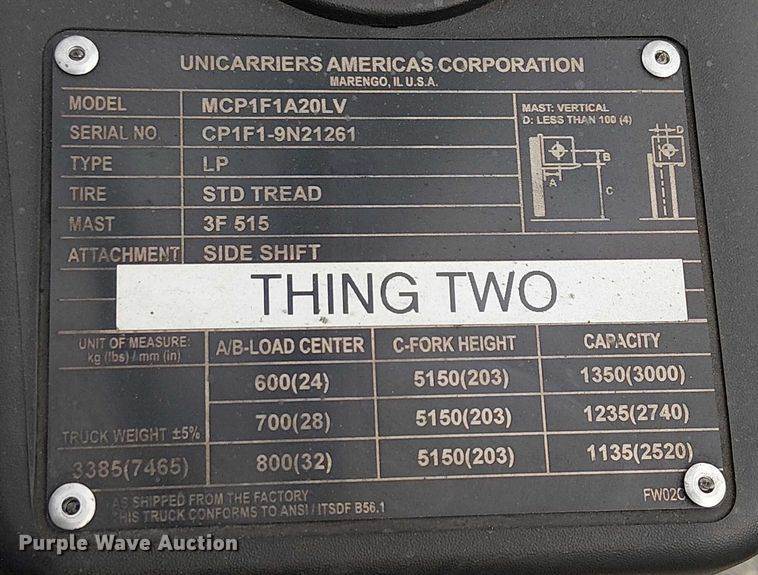 UNICARRIERS AMERICAS CORPORATION
MARENGO, IL U.S.A.
MODEL MCP1F1A20LV
SERIAL NO. CP1F1-9N21261
TYPE LP
TIRE STD TREAD
MAST 3F 515
ATTACHMENT SIDE SHIFT
MAST: VERTICAL
D: LESS THAN 100 (4)
D
B
A
C
THING TWO
UNIT OF MEASURE:
kg (lbs) / mm (in)
A/B-LOAD CENTER C-FORK HEIGHT CAPACITY
600(24) 5150(203) 1350(3000)
700(28) 5150(203) 1235(2740)
TRUCK WEIGHT ±5%
3385(7465) 800(32) 5150(203) 1135(2520)
AS SHIPPED FROM THE FACTORY
THIS TRUCK CONFORMS TO ANSI / ITSDF B56.1
Purple Wave Auction